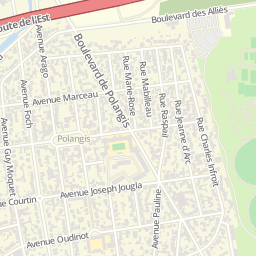 oute de l'Est
Boulevard des Alliés
Avenue Arago
Boulevard de Polangis
Rue Marie-Rose
Rue Mabilleau
Rue Raspail
Rue Jeanne d'Arc
Rue Charles Infroit
Avenue Marceau
Avenue Foch
Polangis
Avenue Guy Moquet
Avenue Joseph Jougla
Avenue Pauline
ue Courtin
Avenue Oudinot